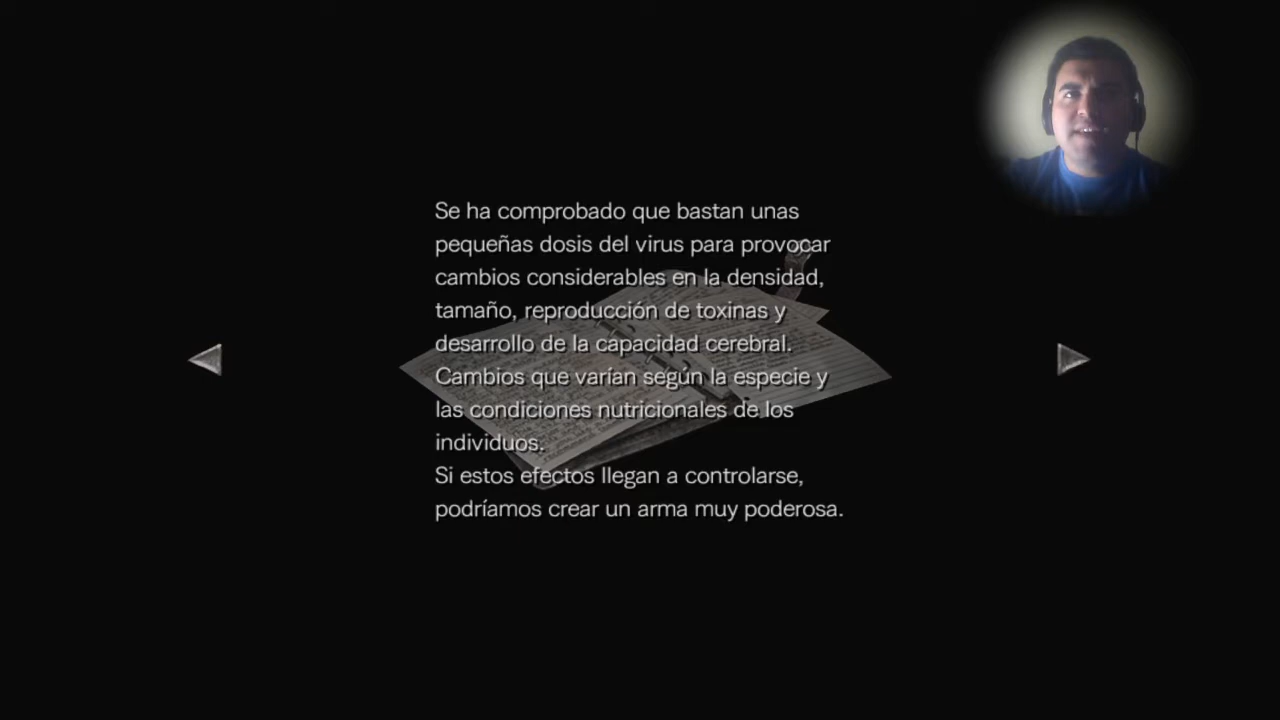 Se ha comprobado que bastan unas
pequeñas dosis del virus para provocar
cambios considerables en la densidad,
tamaño, reproducción de toxinas y
desarrollo de la capacidad cerebral.
Cambios que varían según la especie y
las condiciones nutricionales de los
individuos.
Si estos efectos llegan a controlarse,
podríamos crear un arma muy poderosa.